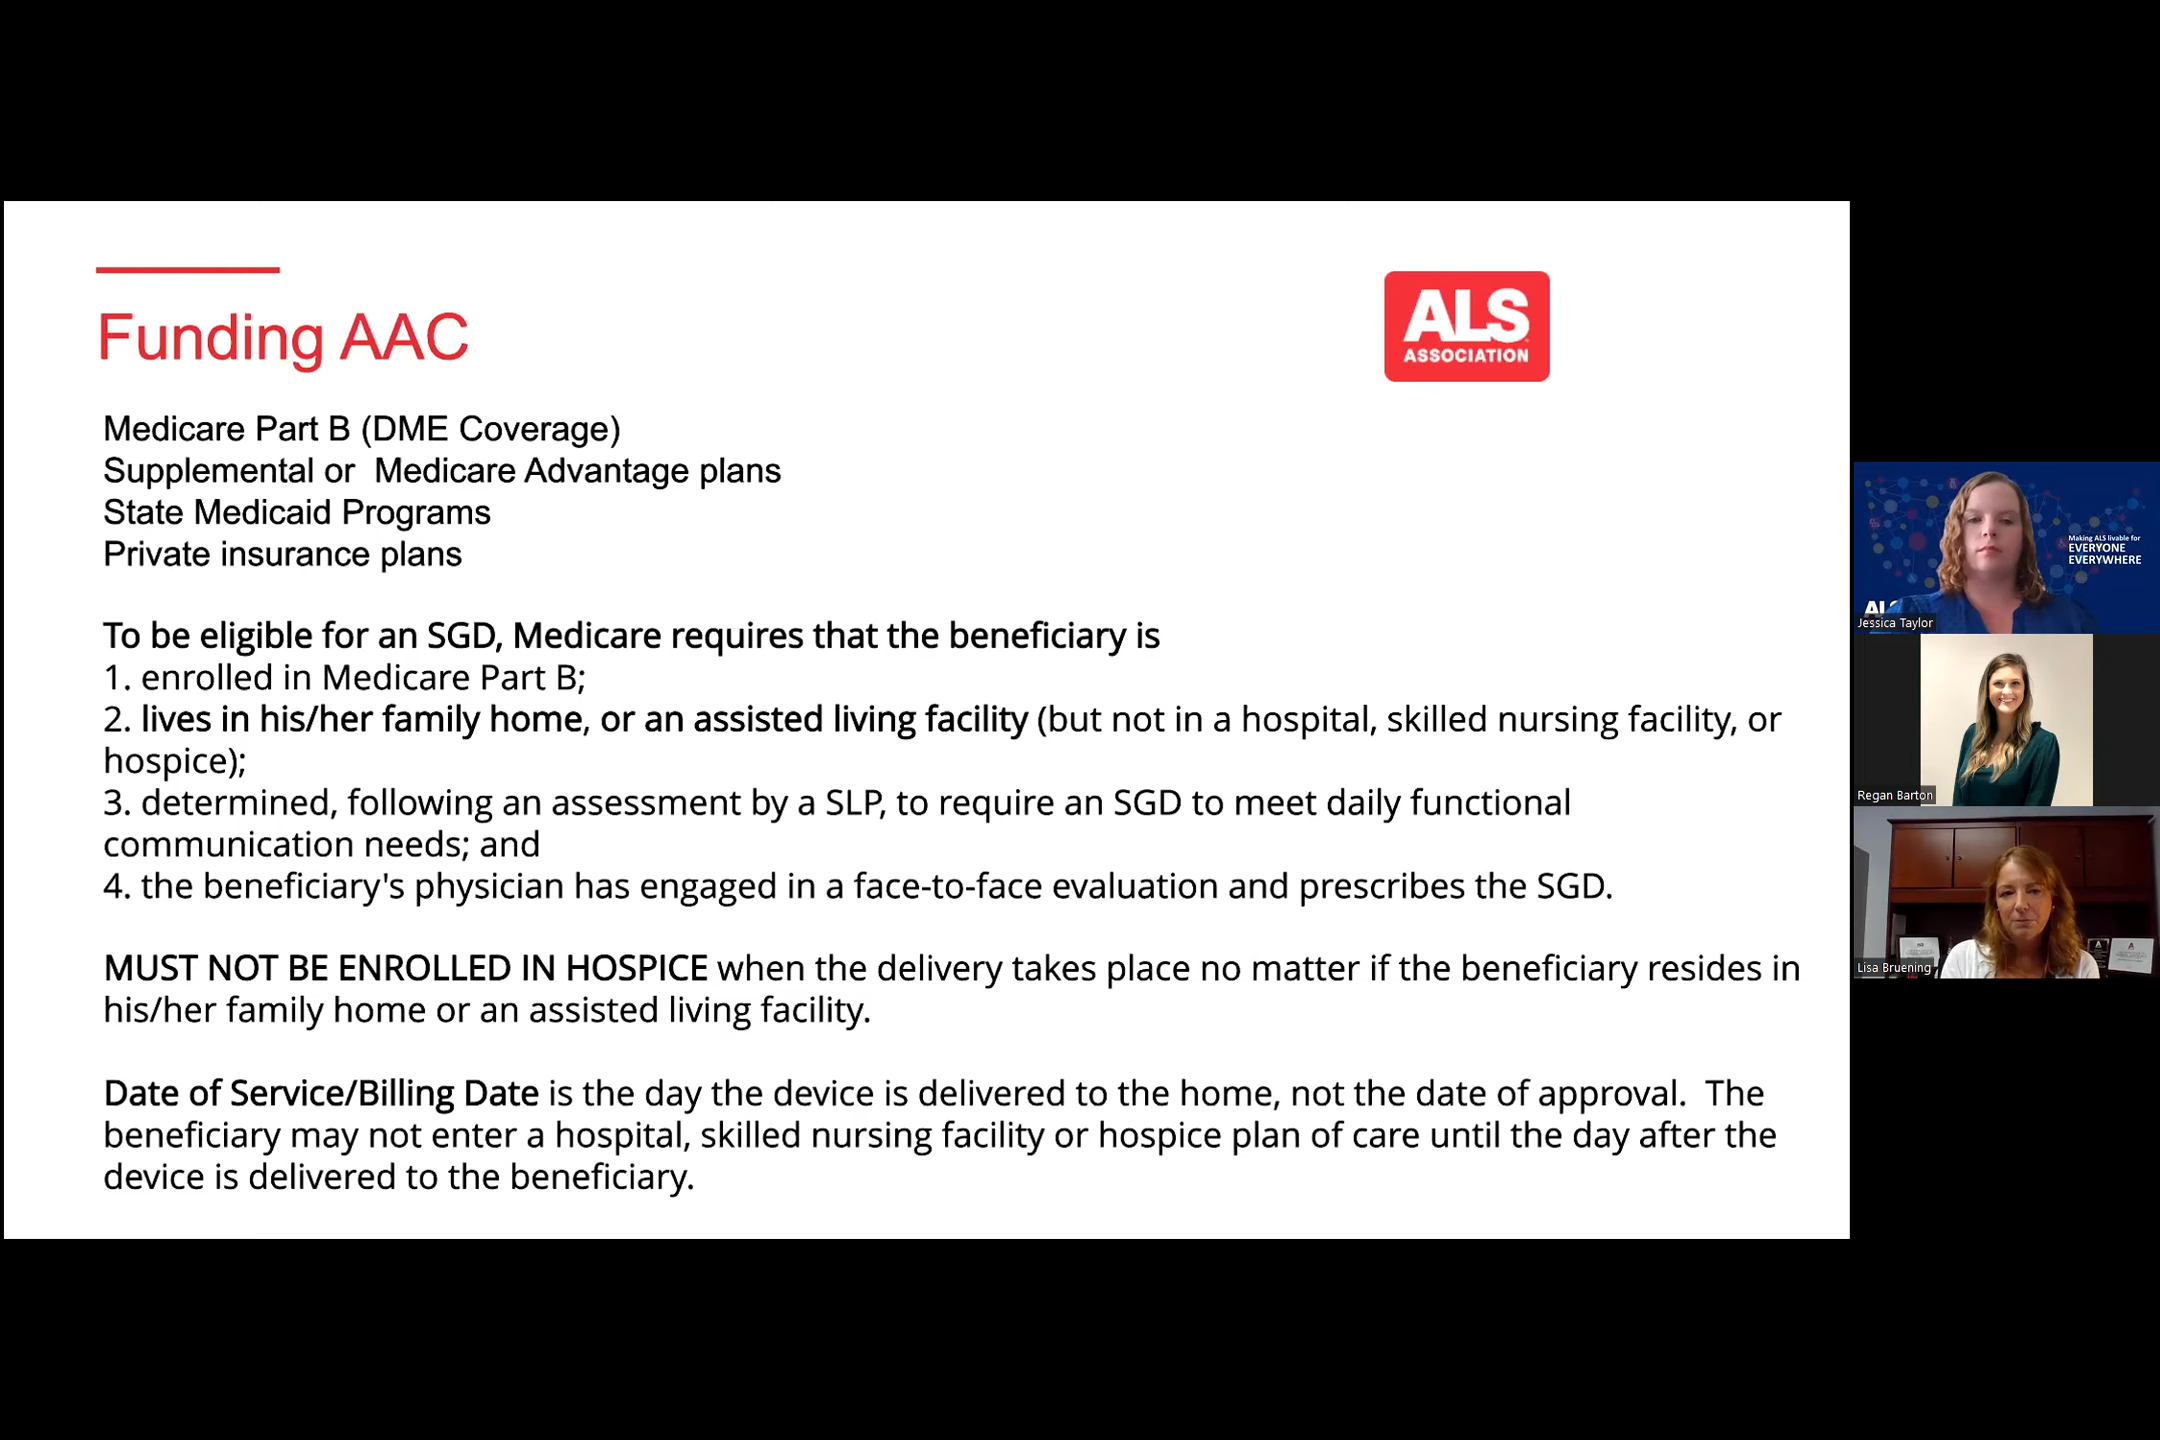 Funding AAC
ALS
ASSOCIATION
Medicare Part B (DME Coverage)
Supplemental or  Medicare Advantage plans
State Medicaid Programs
Private insurance plans
To be eligible for an SGD, Medicare requires that the beneficiary is
1. enrolled in Medicare Part B;
2. lives in his/her family home, or an assisted living facility (but not in a hospital, skilled nursing facility, or
hospice);
3. determined, following an assessment by a SLP, to require an SGD to meet daily functional
communication needs; and
4. the beneficiary's physician has engaged in a face-to-face evaluation and prescribes the SGD.
MUST NOT BE ENROLLED IN HOSPICE when the delivery takes place no matter if the beneficiary resides in
his/her family home or an assisted living facility.
Date of Service/Billing Date is the day the device is delivered to the home, not the date of approval.  The
beneficiary may not enter a hospital, skilled nursing facility or hospice plan of care until the day after the
device is delivered to the beneficiary.
Making ALS livable for
EVERYONE
EVERYWHERE
Jessica Taylor
Regan Barton
Lisa Bruening